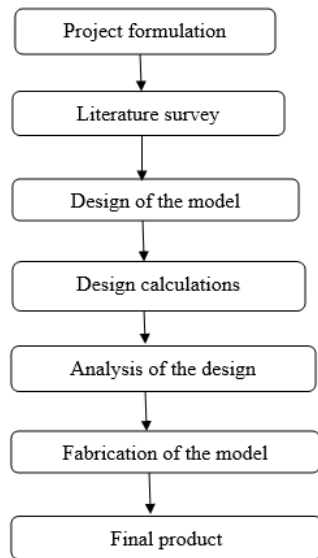 Project formulation
Literature survey
Design of the model
Design calculations
Analysis of the design
Fabrication of the model
Final product